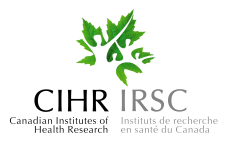 CIHR IRSC
Canadian Institutes of Instituts de recherche
Health Research en santé du Canada